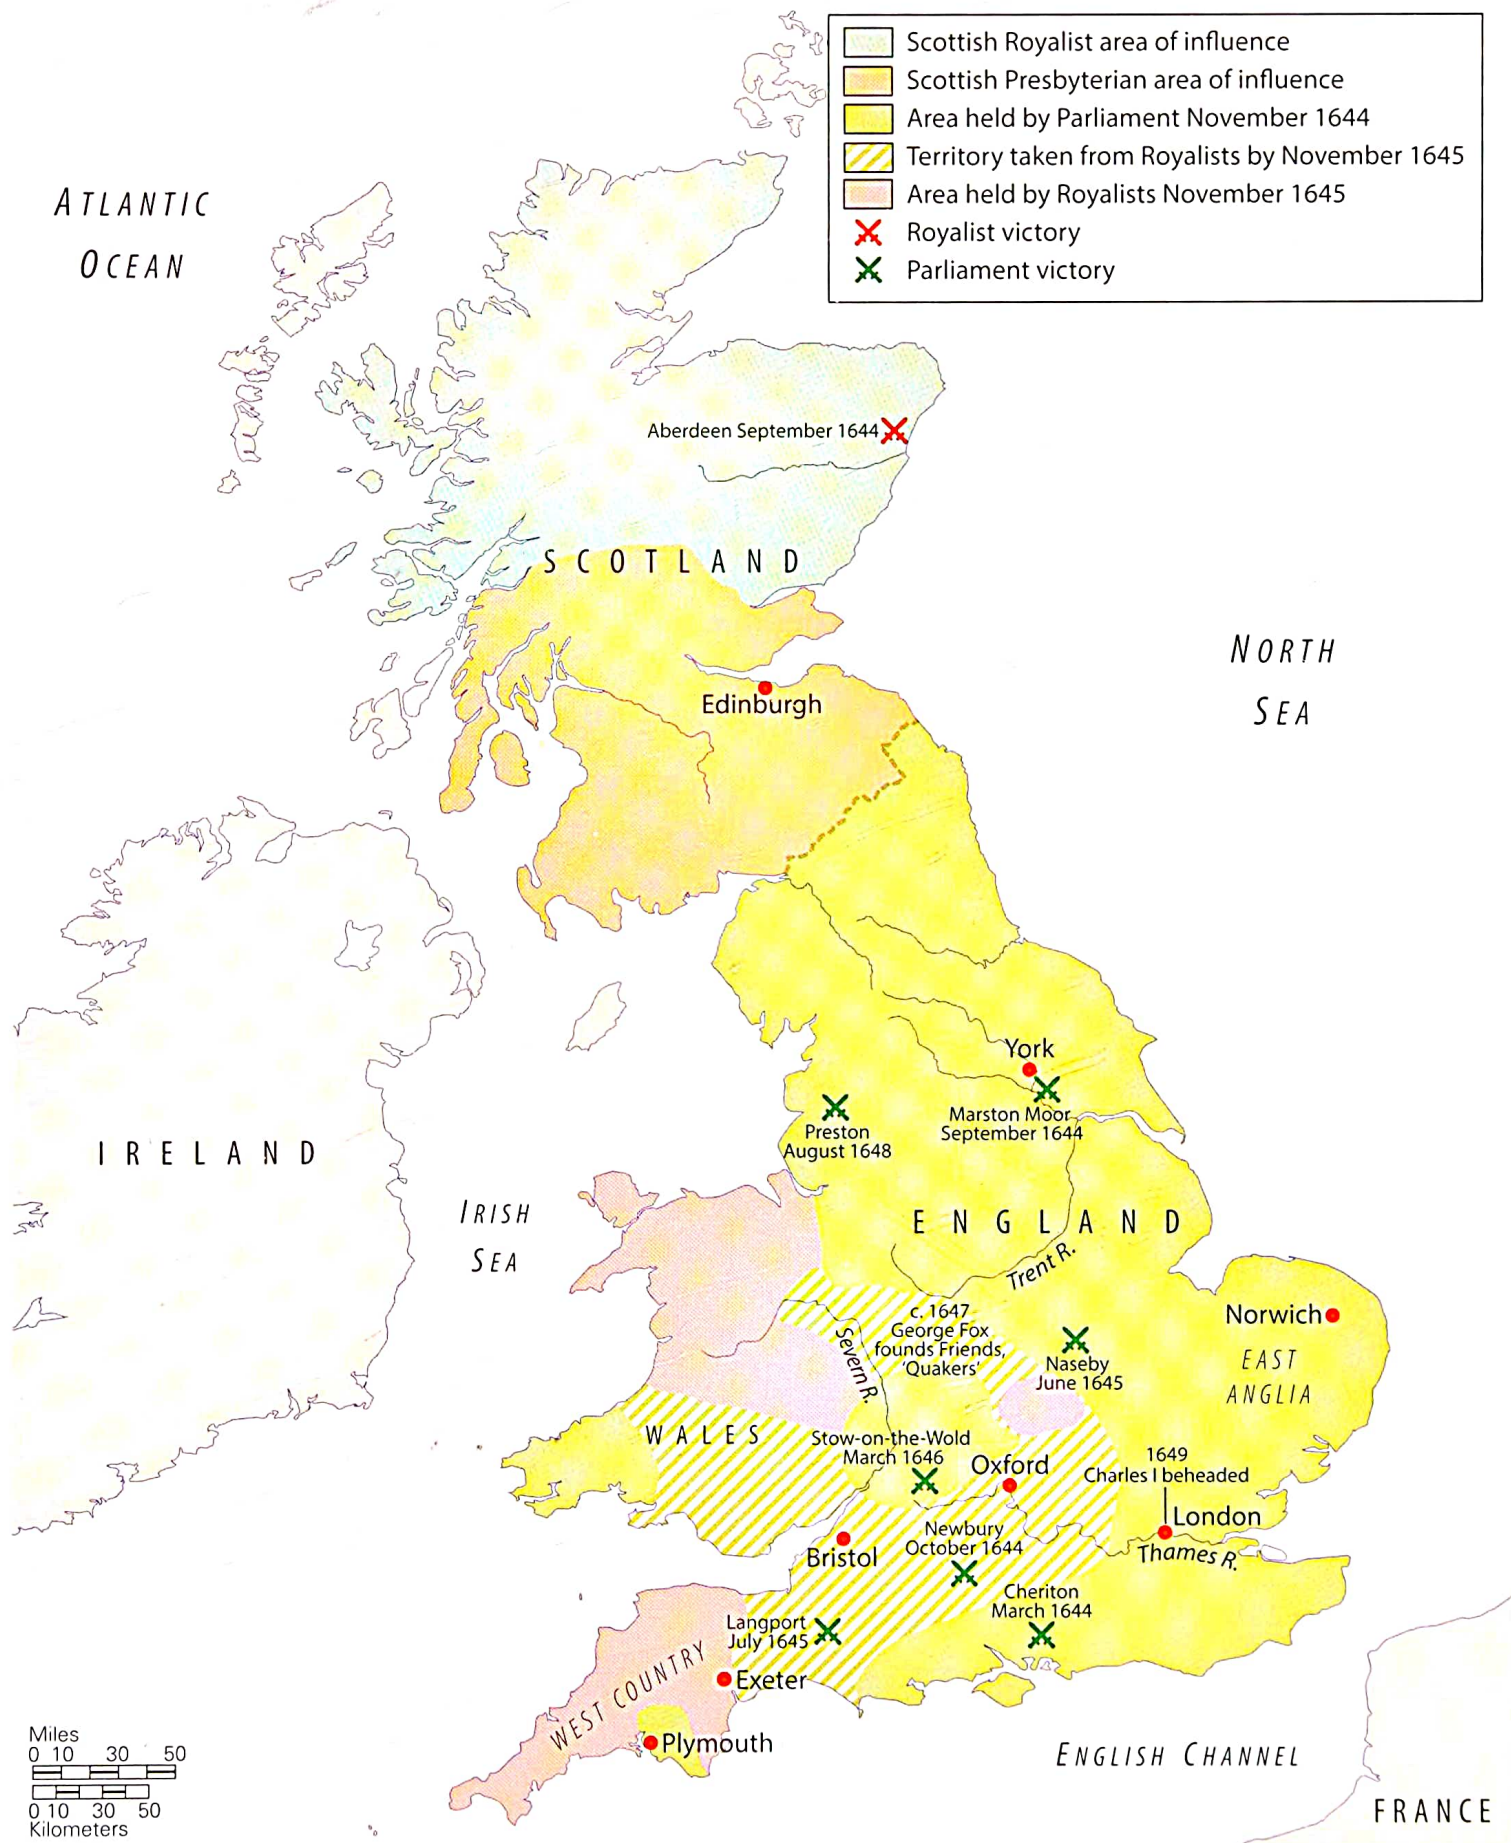 Scottish Royalist area of influence
Scottish Presbyterian area of influence
Area held by Parliament November 1644
Territory taken from Royalists by November 1645
Area held by Royalists November 1645
Royalist victory
Parliament victory
ATLANTIC
OCEAN
Aberdeen September 1644
SCOTLAND
NORTH
SEA
Edinburgh
York
Marston Moor
September 1644
Preston
August 1648
IRELAND
IRISH
SEA
ENGLAND
Trent R.
c. 1647
George Fox
founds Friends,
'Quakers'
Severn R.
Naseby
June 1645
Norwich
EAST
ANGLIA
WALES
Stow-on-the-Wold
March 1646
Oxford
1649
Charles I beheaded
London
Thames R.
Bristol
Newbury
October 1644
Cheriton
March 1644
Langport
July 1645
WEST COUNTRY
Exeter
Plymouth
ENGLISH CHANNEL
FRANCE
Miles
0 10 30 50
0 10 30 50
Kilometers